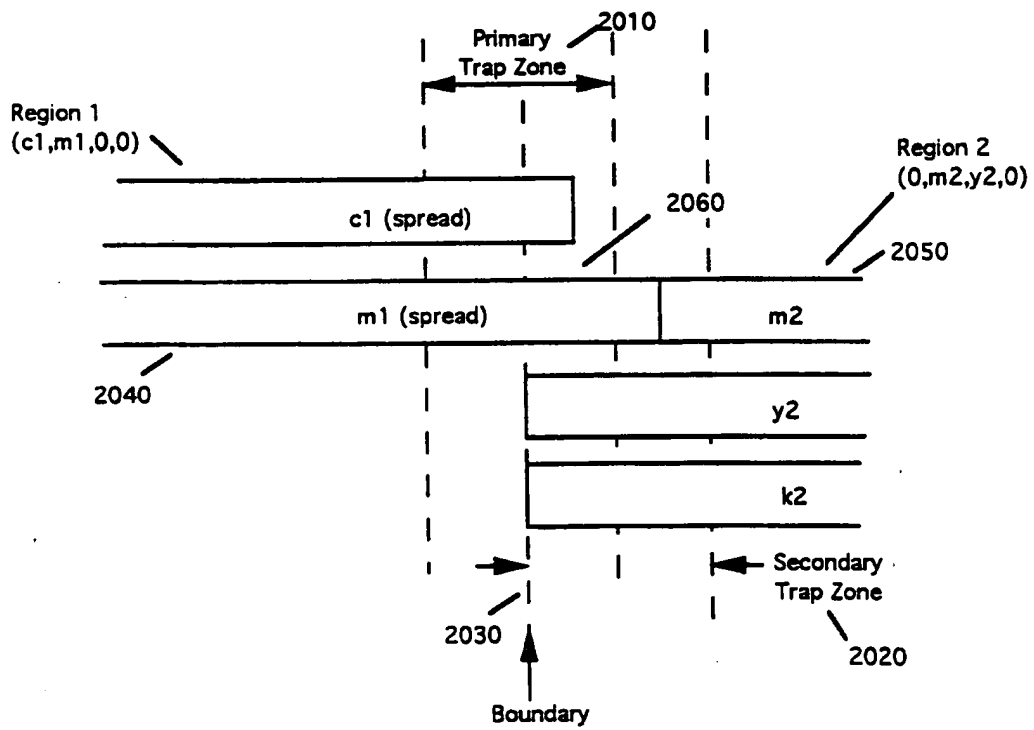 2010
Primary
Trap Zone
Region 1
(c1,m1,0,0)
Region 2
(0,m2,y2,0)
c1 (spread)
2060
2050
m1 (spread)
m2
2040
y2
k2
Secondary
Trap Zone
2030
2020
Boundary